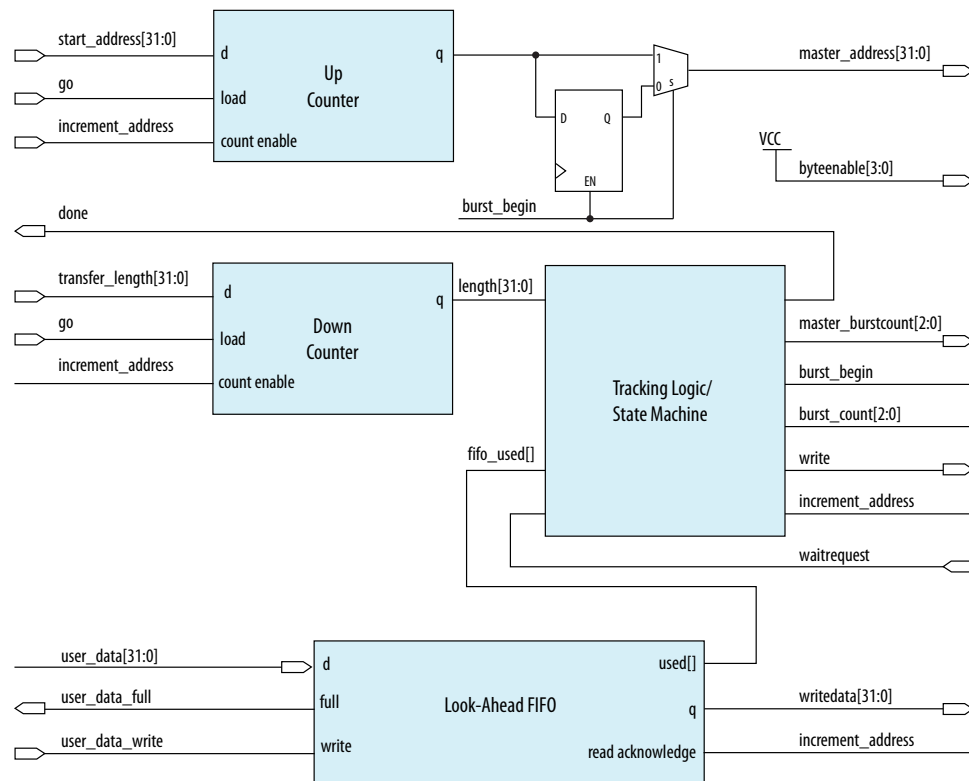 start_address[31:0]
d
q
go
load
Up
Counter
increment_address
count enable
1
0
s
master_address[31:0]
D
Q
EN
burst_begin
VCC
byteenable[3:0]
done
transfer_length[31:0]
d
q
length[31:0]
go
load
Down
Counter
increment_address
count enable
Tracking Logic/
State Machine
master_burstcount[2:0]
burst_begin
burst_count[2:0]
fifo_used[]
write
increment_address
waitrequest
user_data[31:0]
d
used[]
user_data_full
full
Look-Ahead FIFO
q
writedata[31:0]
user_data_write
write
read acknowledge
increment_address